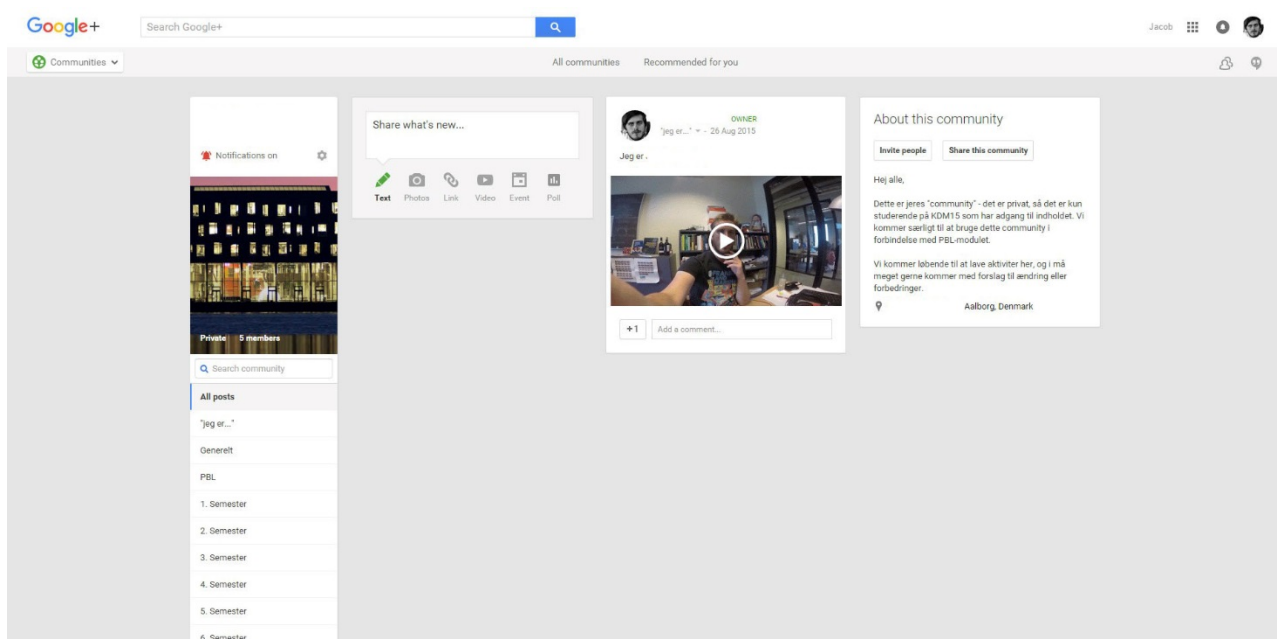 Google+
Search Google+
Jacob
Communities
All communities
Recommended for you
Notifications on
Private 5 members
Search community
All posts
"jeg er..."
Generelt
PBL
1. Semester
2. Semester
3. Semester
4. Semester
5. Semester
6. Semester
Share what's new...
Text Photos Link Video Event Poll
OWNER
"jeg er..." - 26 Aug 2015
Jeg er .
+1
Add a comment...
About this community
Invite people
Share this community
Hej alle,
Dette er jeres "community" - det er privat, så det er kun
studerende på KDM15 som har adgang til indholdet. Vi
kommer særligt til at bruge dette community i
forbindelse med PBL-modulet.
Vi kommer løbende til at lave aktiviter her, og i må
meget gerne kommer med forslag til ændring eller
forbedringer.
Aalborg, Denmark